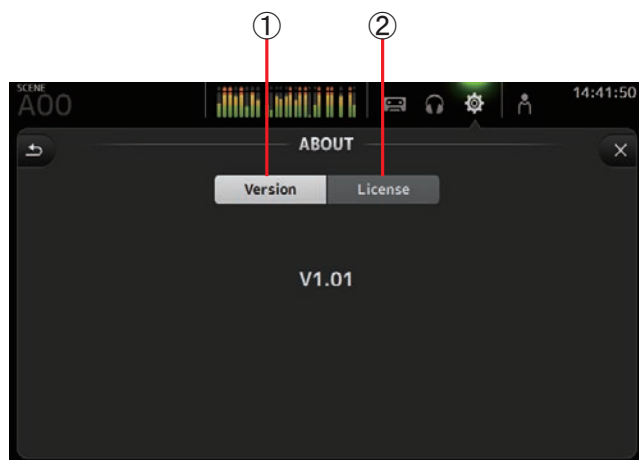 ① ②
SCENE
A00
14:41:50
ABOUT
Version License
V1.01